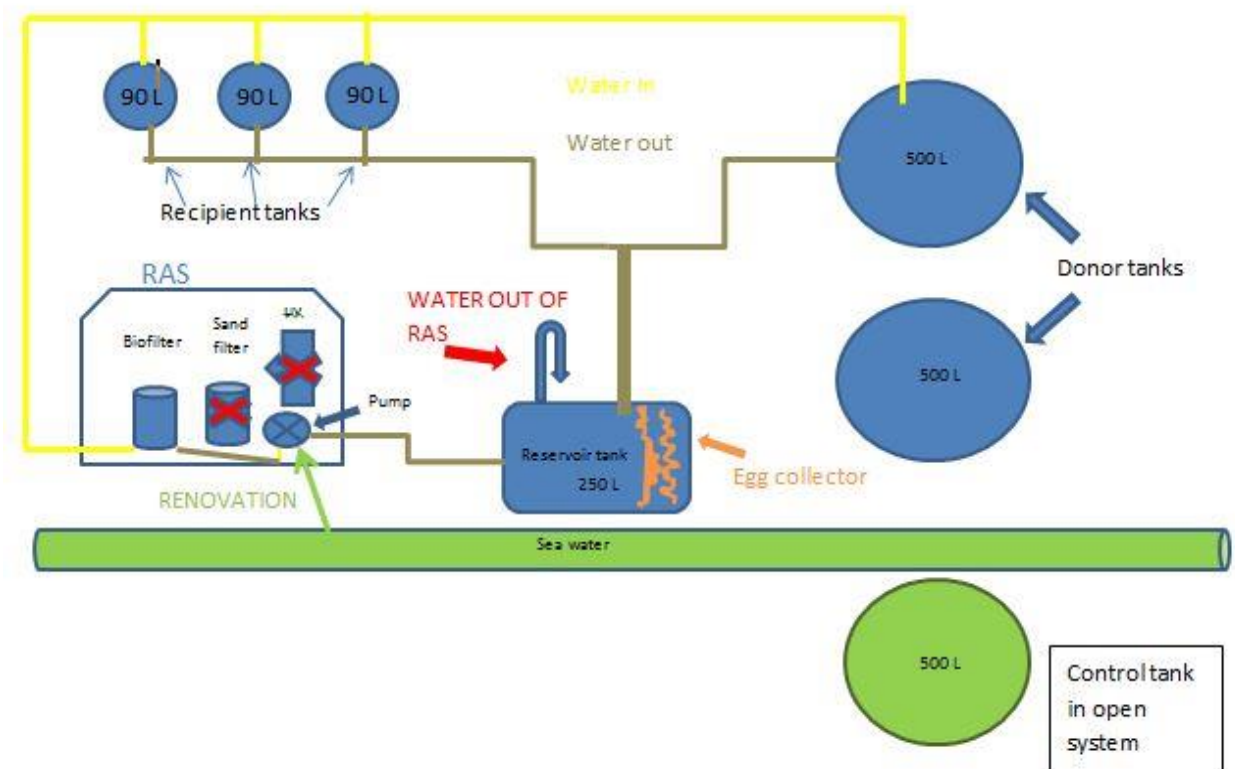 90 L
90 L
90 L
Water In
Water out
500 L
Recipient tanks
Donor tanks
RAS
WATER OUT OF
RAS
Biofilter
Sand
filter
Pump
500 L
Reservoir tank
250 L
Egg collector
RENOVATION
Sea water
500 L
Control tank
in open
system